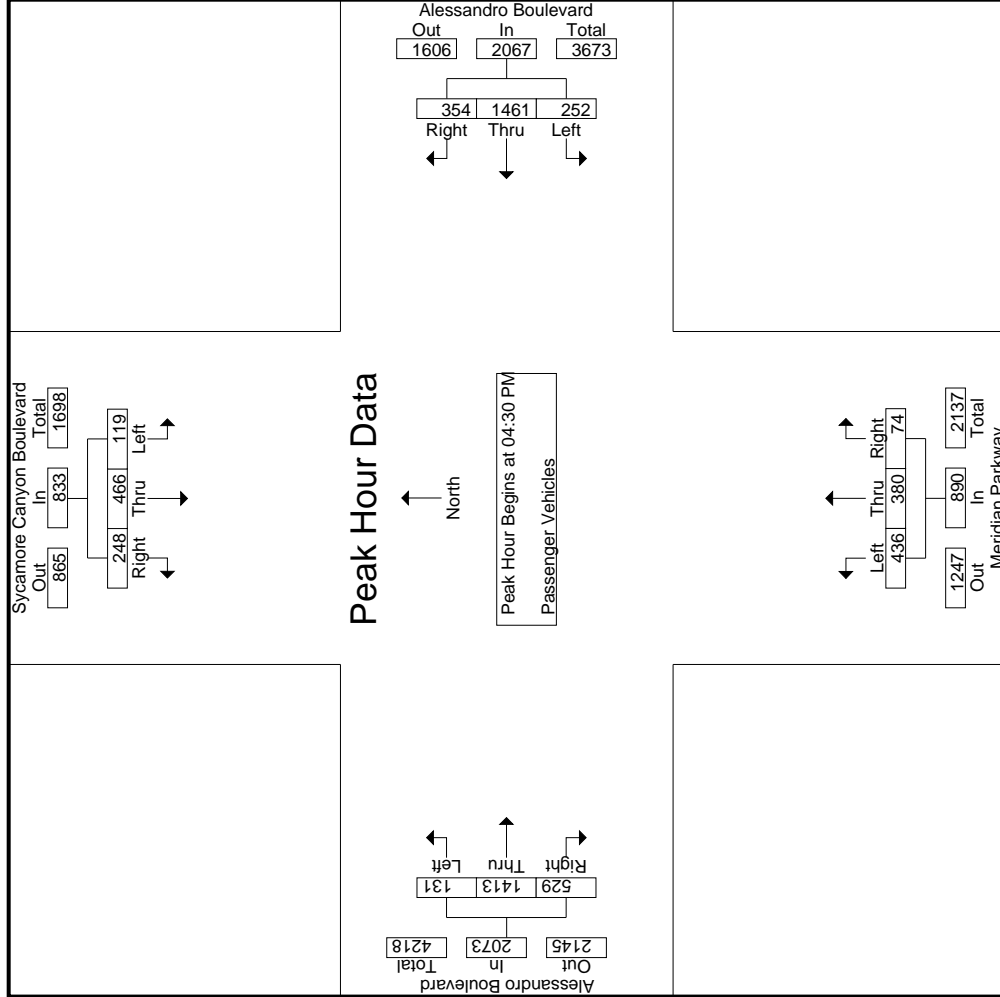 Alessandro Boulevard
Out In Total
1606 2067 3673
354 1461 252
Right Thru Left
Sycamore Canyon Boulevard
Out In Total
865 833 1698
248 466 119
Right Thru Left
Peak Hour Data
North
Peak Hour Begins at 04:30 PM
Passenger Vehicles
Left Thru Right
436 380 74
1247 890 2137
Out In Total
Meridian Parkway
Left Thru Right
131 1413 529
4218 2073 2145
Total In Out
Alessandro Boulevard